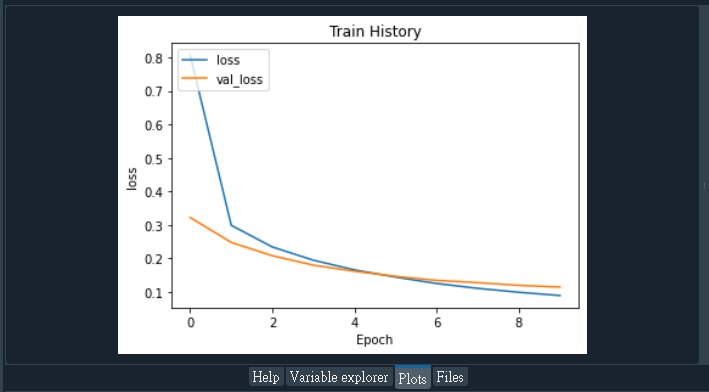 Train History
loss
val_loss
0.8
0.7
0.6
0.5
0.4
0.3
0.2
0.1
loss
0 2 4 6 8
Epoch
Help Variable explorer Plots Files